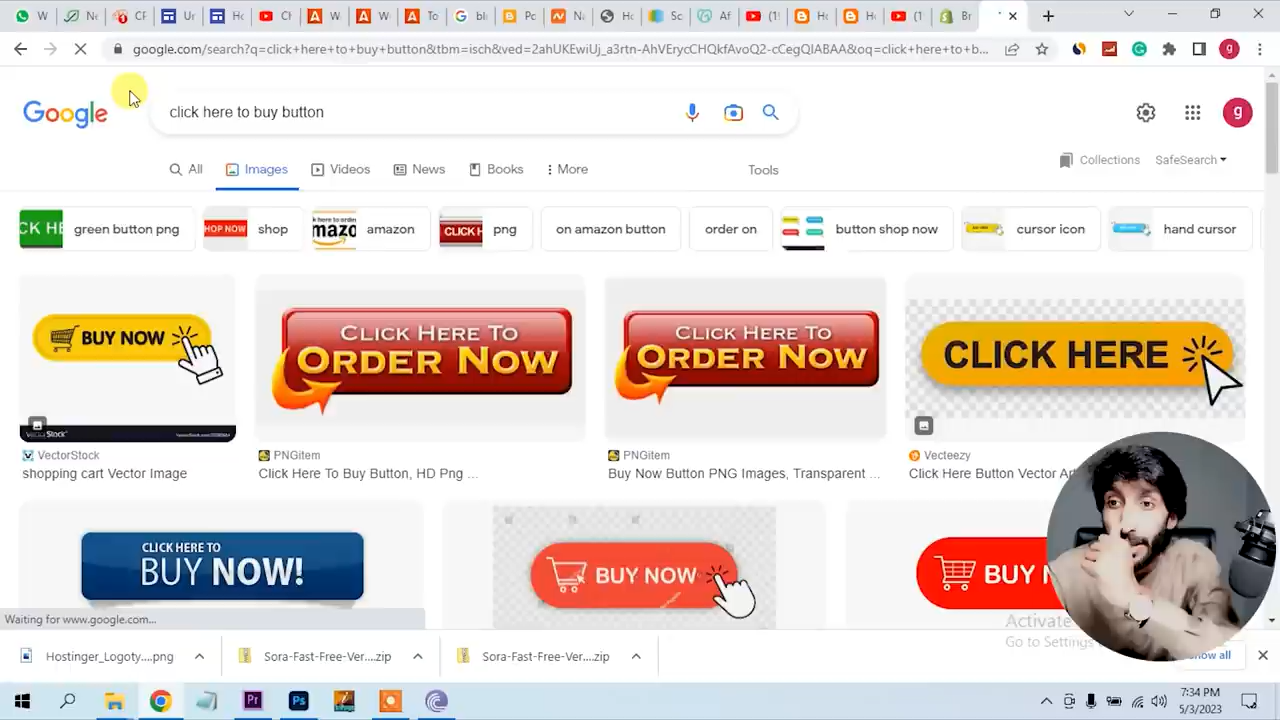 google.com/search?q=click+here+to+buy+button&tbm=isch&ved=2ahUKEwiUj_a3rtn-AhVErycCHQkfAvoQ2-cCegQIABAA&oq=click+here+to+b...
g
Google
click here to buy button
g
All
Images
Videos
News
Books
More
Tools
Collections
SafeSearch
green button png
SHOP NOW
shop
amazon
CLICK H
png
on amazon button
order on
button shop now
cursor icon
hand cursor
BUY NOW
CLICK HERE TO
ORDER NOW
CLICK HERE TO
ORDER NOW
CLICK HERE
VectorStock
VectorStock
shopping cart Vector Image
PNGitem
Click Here To Buy Button, HD Png ...
PNGitem
Buy Now Button PNG Images, Transparent ...
Vecteezy
Click Here Button Vector Ar
CLICK HERE TO
BUY NOW!
BUY NOW
BUY N
Waiting for www.google.com...
Activate
Go to Settings
Hostinger_Logoty....png
Sora-Fast-Free-Ver....zip
Sora-Fast-Free-Ver....zip
Show all
Pr
Ps
7:34 PM
5/3/2023